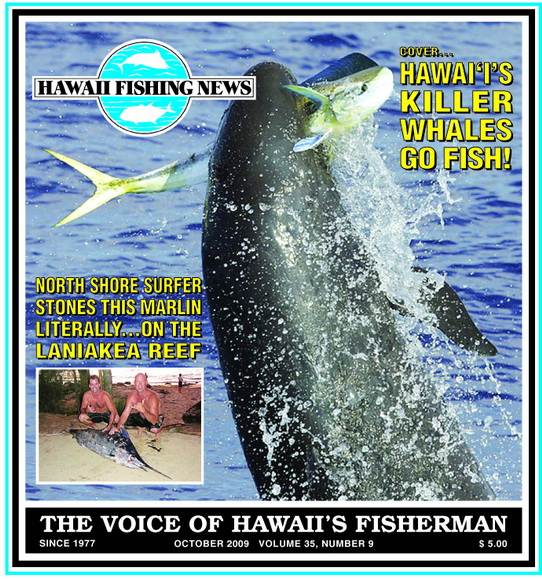 HAWAII FISHING NEWS
COVER...
HAWAI‘I'S
KILLER
WHALES
GO FISH!
NORTH SHORE SURFER
STONES THIS MARLIN
LITERALLY...ON THE
LANIAKEA REEF
THE VOICE OF HAWAII'S FISHERMAN
SINCE 1977 OCTOBER 2009 VOLUME 35, NUMBER 9 $ 5.00